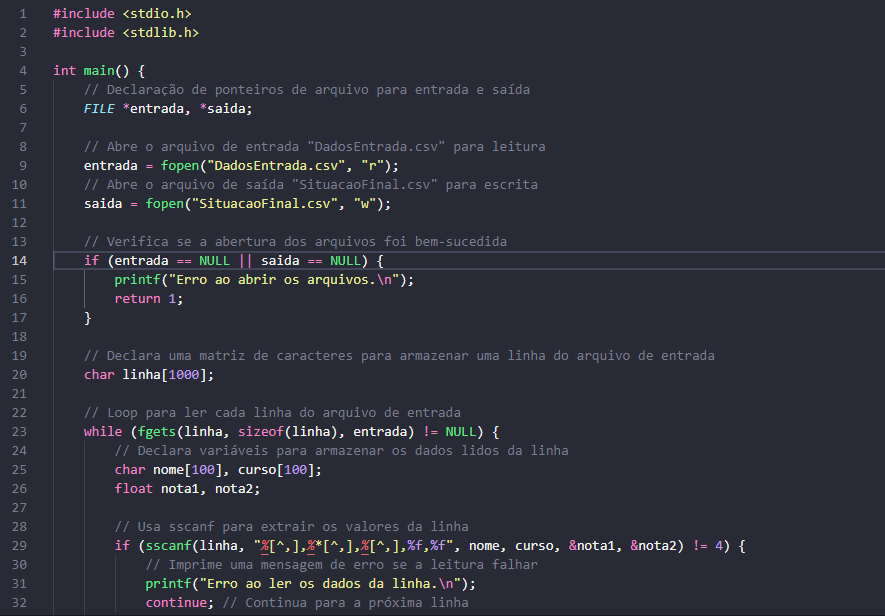 1 #include <stdio.h>
2 #include <stdlib.h>
3
4 int main() {
5 // Declaração de ponteiros de arquivo para entrada e saída
6 FILE *entrada, *saida;
7
8 // Abre o arquivo de entrada "DadosEntrada.csv" para leitura
9 entrada = fopen("DadosEntrada.csv", "r");
10 // Abre o arquivo de saída "SituacaoFinal.csv" para escrita
11 saida = fopen("SituacaoFinal.csv", "w");
12
13 // Verifica se a abertura dos arquivos foi bem-sucedida
14 if (entrada == NULL || saida == NULL) {
15 printf("Erro ao abrir os arquivos.\n");
16 return 1;
17 }
18
19 // Declara uma matriz de caracteres para armazenar uma linha do arquivo de entrada
20 char linha[1000];
21
22 // Loop para ler cada linha do arquivo de entrada
23 while (fgets(linha, sizeof(linha), entrada) != NULL) {
24 // Declara variáveis para armazenar os dados lidos da linha
25 char nome[100], curso[100];
26 float nota1, nota2;
27
28 // Usa sscanf para extrair os valores da linha
29 if (sscanf(linha, "%[^,],%*[^,],%[^,],%f,%f", nome, curso, &nota1, &nota2) != 4) {
30 // Imprime uma mensagem de erro se a leitura falhar
31 printf("Erro ao ler os dados da linha.\n");
32 continue; // Continua para a próxima linha